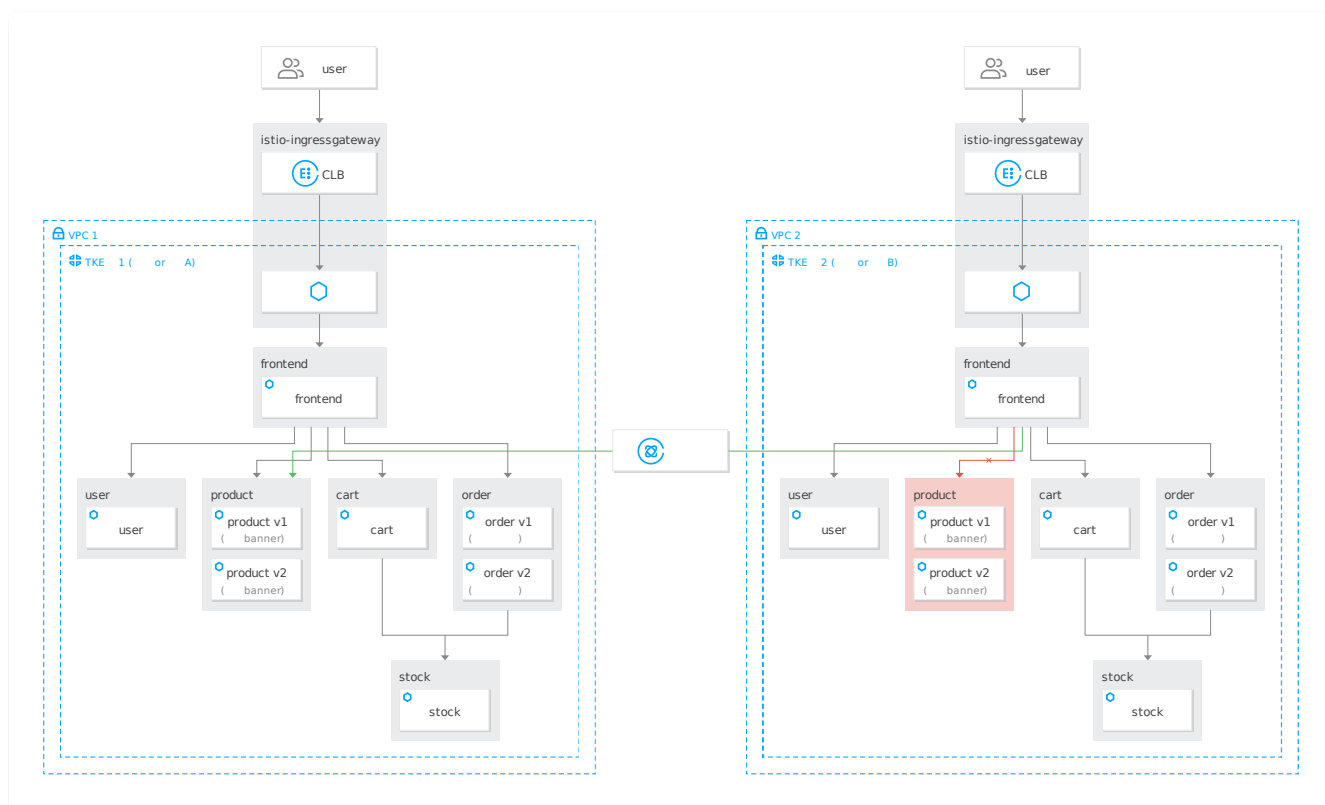 user
istio-ingressgateway
CLB
VPC 1
TKE 1 ( or A)
frontend
frontend
user
user
product
product v1
( banner)
product v2
( banner)
cart
cart
order
order v1
( )
order v2
( )
stock
stock
user
istio-ingressgateway
CLB
VPC 2
TKE 2 ( or B)
frontend
frontend
user
user
product
product v1
( banner)
product v2
( banner)
cart
cart
order
order v1
( )
order v2
( )
stock
stock